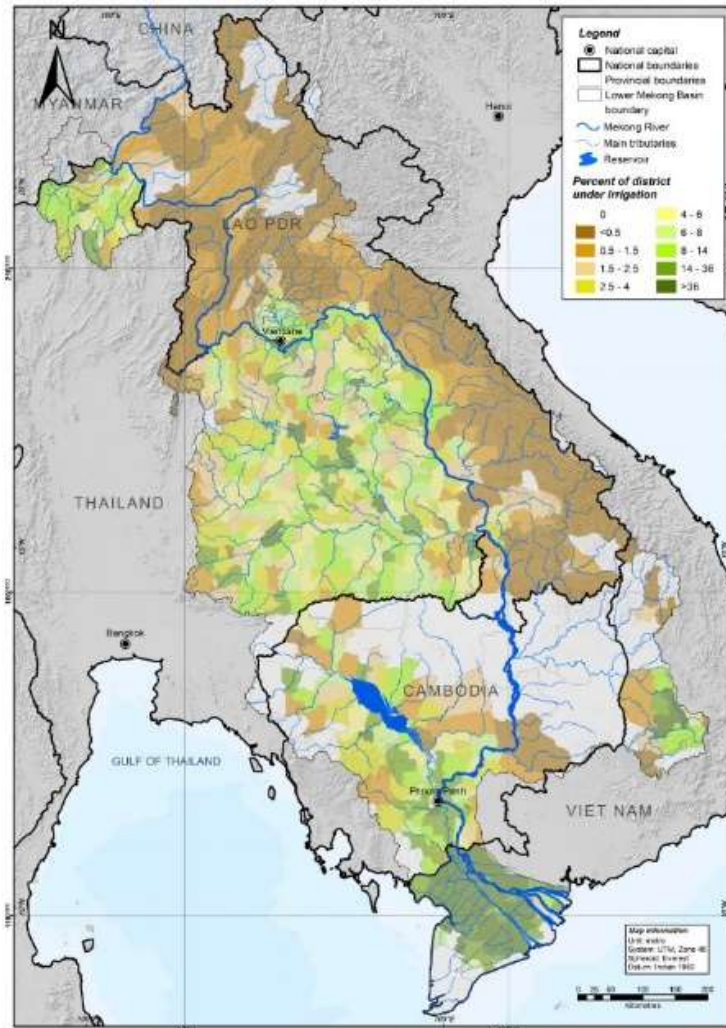 N
CHINA
MYANMAR
Hanoi
LAO PDR
Vientiane
THAILAND
Bangkok
CAMBODIA
GULF OF THAILAND
Phnom Penh
VIET NAM
Legend
National capital
National boundaries
Provincial boundaries
Lower Mekong Basin
boundary
Mekong River
Main tributaries
Reservoir
Percent of district
under irrigation
0
<0.5
0.5 - 1.5
1.5 - 2.5
2.5 - 4
4 - 6
6 - 8
8 - 14
14 - 36
>36
Map information
Unit: metre
System: UTM, Zone 48
Spheroid: Everest
Datum: Indian 1960
0 25 50 100 150 200
Kilometres